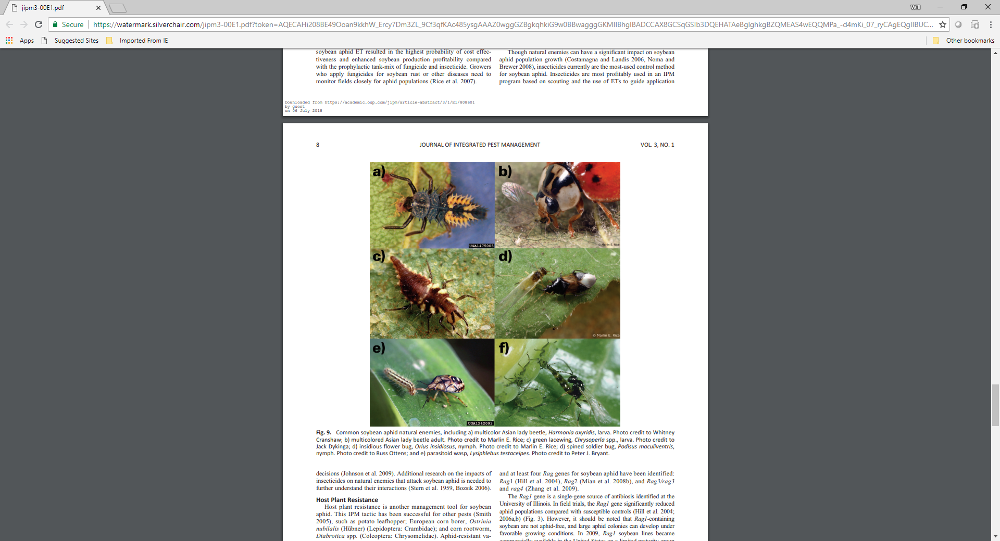 jipm3-00E1.pdf
Will
Secure
https://watermark.silverchair.com/jipm3-00E1.pdf?token=AQECAHi208BE49Ooan9kkhW_Ercy7Dm3ZL_9Cf3qfKAc485ysgAAAZ0wggGZBgkqhkiG9w0BBwagggGKMIIBhgIBADCCAX8GCSqGSIb3DQEHATAeBglghkgBZQMEAS4wEQQMPa_-d4mKi_07_ryCAgEQgIIBUC...
Apps Suggested Sites Imported From IE Other bookmarks
soybean aphid ET resulted in the highest probability of cost effec-
tiveness and enhanced soybean production profitability compared
with the prophylactic tank-mix of fungicide and insecticide. Growers
who apply fungicides for soybean rust or other diseases need to
monitor fields closely for aphid populations (Rice et al. 2007).
Though natural enemies can have a significant impact on soybean
aphid population growth (Costamagna and Landis 2006, Noma and
Brewer 2008), insecticides currently are the most-used control method
for soybean aphid. Insecticides are most profitably used in an IPM
program based on scouting and the use of ETs to guide application
Downloaded from https://academic.oup.com/jipm/article-abstract/3/1/E1/808601
by guest
on 06 July 2018
8 JOURNAL OF INTEGRATED PEST MANAGEMENT VOL. 3, NO. 1
a)
UGA1475005
b)
© Marlin E. Rice
c)
d)
© Marlin E. Rice
e)
UGA1242093
f)
Fig. 9. Common soybean aphid natural enemies, including a) multicolor Asian lady beetle, Harmonia axyridis, larva. Photo credit to Whitney
Cranshaw; b) multicolored Asian lady beetle adult. Photo credit to Marlin E. Rice; c) green lacewing, Chrysoperla spp., larva. Photo credit to
Jack Dykinga; d) insidious flower bug, Orius insidiosus, nymph. Photo credit to Marlin E. Rice; d) spined soldier bug, Podisus maculiventris,
nymph. Photo credit to Russ Ottens; and e) parasitoid wasp, Lysiphlebus testaceipes. Photo credit to Peter J. Bryant.
decisions (Johnson et al. 2009). Additional research on the impacts of
insecticides on natural enemies that attack soybean aphid is needed to
further understand their interactions (Stern et al. 1959, Bozsik 2006).
Host Plant Resistance
Host plant resistance is another management tool for soybean
aphid. This IPM tactic has been successful for other pests (Smith
2005), such as potato leafhopper; European corn borer, Ostrinia
nubilalis (Hübner) (Lepidoptera: Crambidae); and corn rootworm,
Diabrotica spp. (Coleoptera: Chrysomelidae). Aphid-resistant va-
and at least four Rag genes for soybean aphid have been identified:
Rag1 (Hill et al. 2004), Rag2 (Mian et al. 2008b), and Rag3/rag3
and rag4 (Zhang et al. 2009).
The Rag1 gene is a single-gene source of antibiosis identified at the
University of Illinois. In field trials, the Rag1 gene significantly reduced
aphid populations compared with susceptible controls (Hill et al. 2004;
2006a,b) (Fig. 3). However, it should be noted that Rag1-containing
soybean are not aphid-free, and large aphid colonies can develop under
favorable growing conditions. In 2009, Rag1 soybean lines became
commercially available in the United States on a limited maturity group